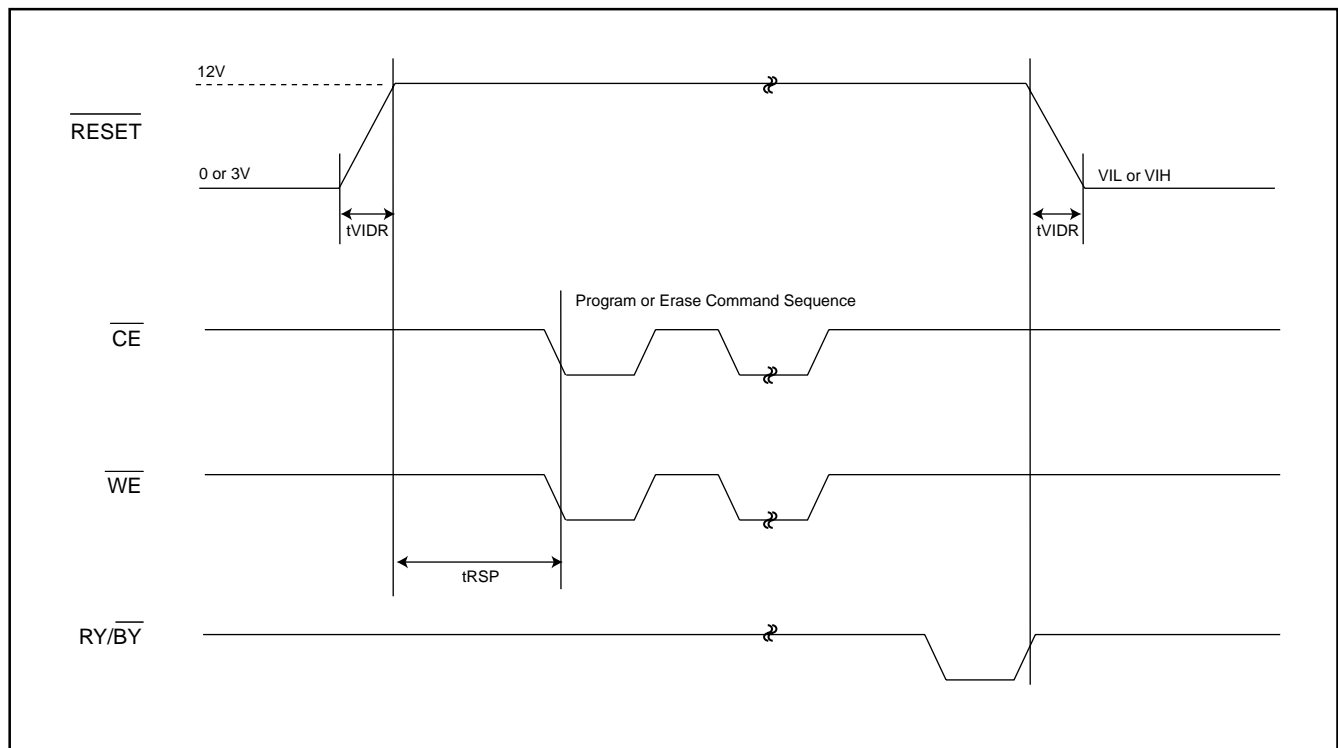 12V
RESET
0 or 3V
VIL or VIH
tVIDR
tVIDR
Program or Erase Command Sequence
CE
WE
tRSP
RY/BY